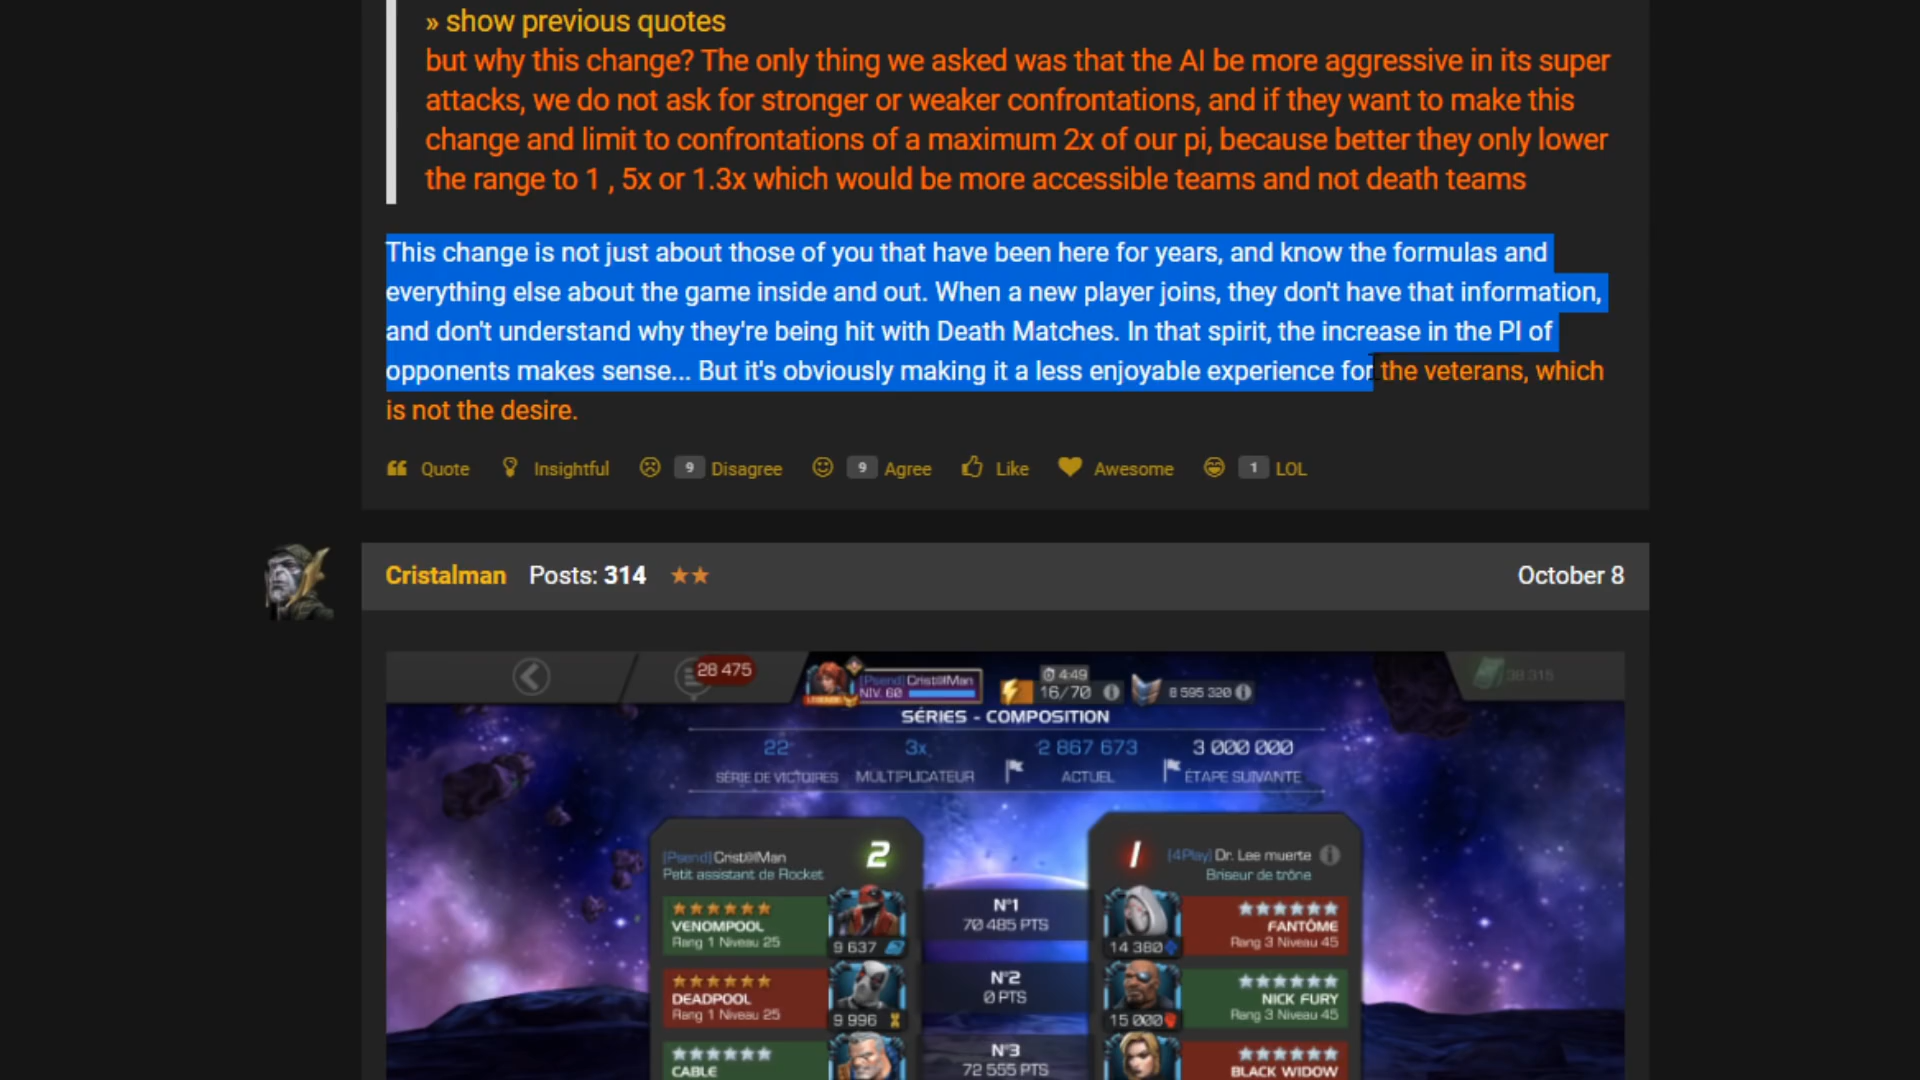 » show previous quotes
but why this change? The only thing we asked was that the AI be more aggressive in its super
attacks, we do not ask for stronger or weaker confrontations, and if they want to make this
change and limit to confrontations of a maximum 2x of our pi, because better they only lower
the range to 1 , 5x or 1.3x which would be more accessible teams and not death teams
This change is not just about those of you that have been here for years, and know the formulas and
everything else about the game inside and out. When a new player joins, they don't have that information,
and don't understand why they're being hit with Death Matches. In that spirit, the increase in the PI of
opponents makes sense... But it's obviously making it a less enjoyable experience for the veterans, which
is not the desire.
Quote Insightful 9 Disagree 9 Agree Like Awesome 1 LOL
Cristalman Posts: 314 October 8
28 475
[Psend] Crist@lMan
NIV. 60
4:49
16/70
8 595 320
38 315
SÉRIES - COMPOSITION
22 3x 2 867 673 3 000 000
SÉRIE DE VICTOIRES MULTIPLICATEUR ACTUEL ÉTAPE SUIVANTE
[Psend] Crist@lMan 2
Petit assistant de Rocket
1 [4Play] Dr. Lee muerte
Briseur de trône
VENOMPOOL
Rang 1 Niveau 25
9 637
N°1
70 485 PTS
14 380
FANTÔME
Rang 3 Niveau 45
DEADPOOL
Rang 1 Niveau 25
9 996
N°2
0 PTS
15 000
NICK FURY
Rang 3 Niveau 45
CABLE
N°3
72 555 PTS
BLACK WIDOW